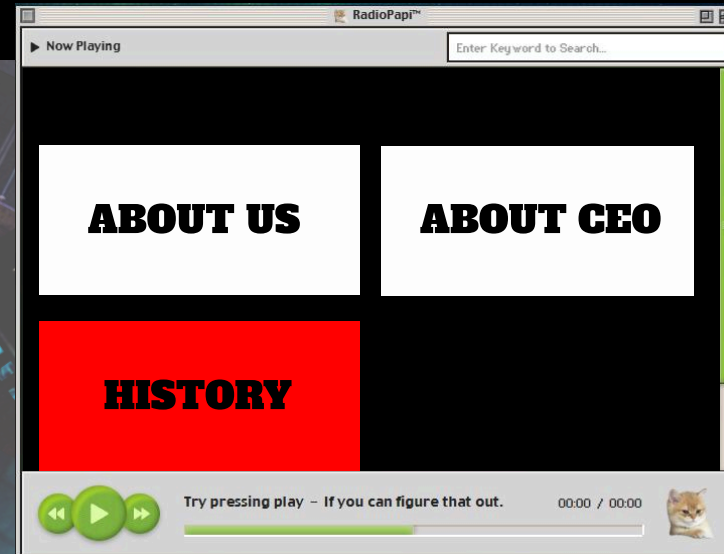 RadioPapi™
Now Playing
Enter Keyword to Search...
ABOUT US
ABOUT CEO
HISTORY
Try pressing play – If you can figure that out.
00:00 / 00:00